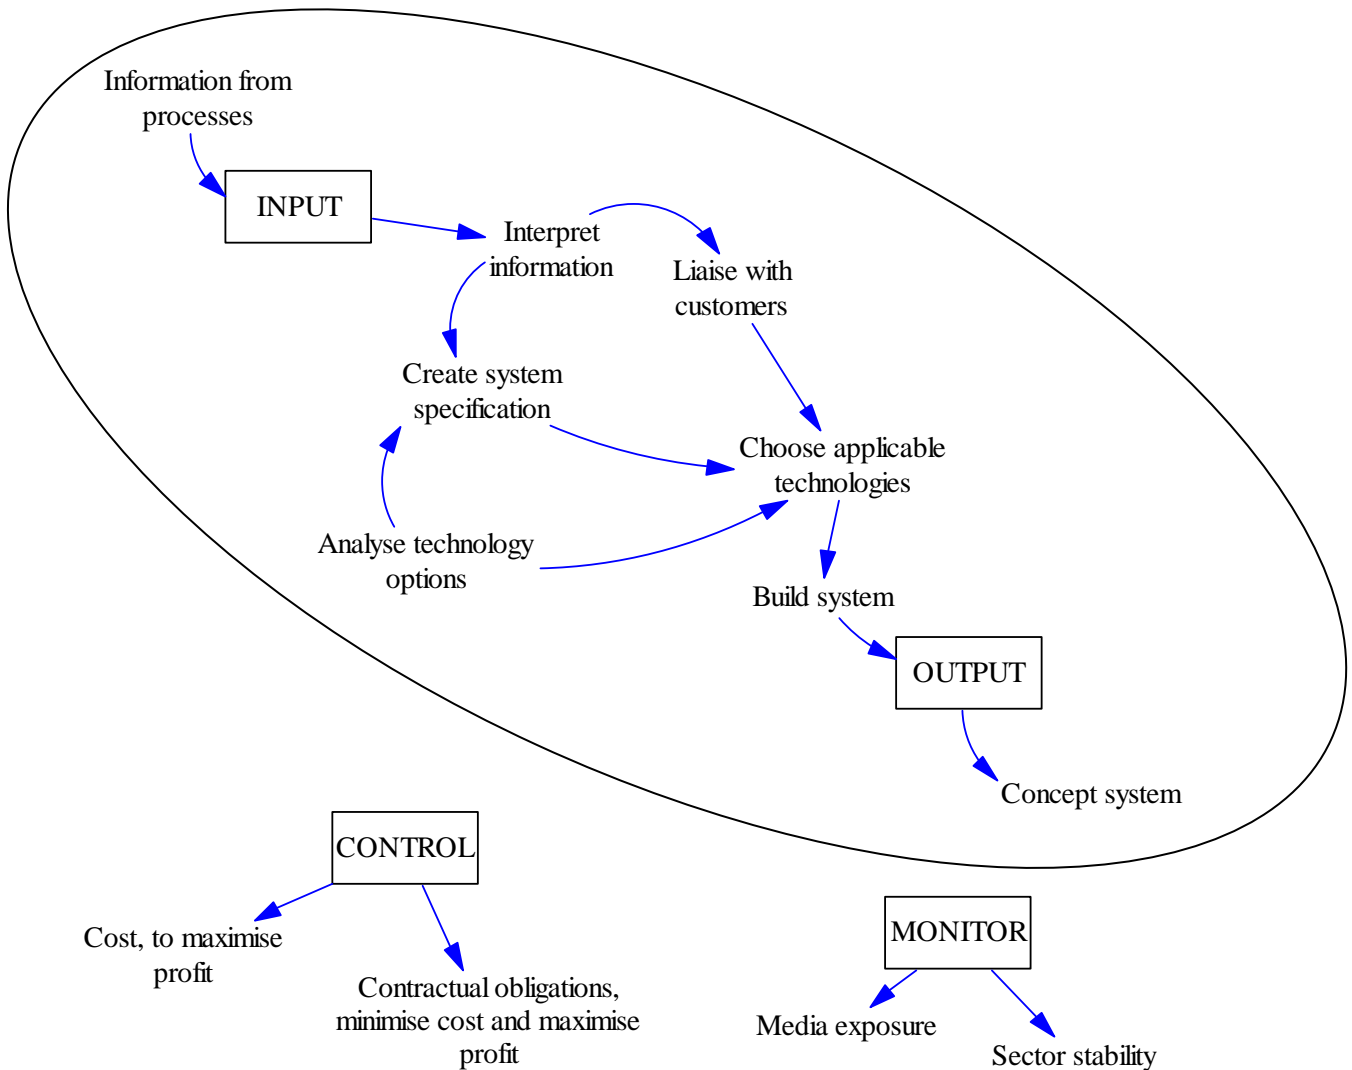 Information from
processes
INPUT
Interpret
information
Liaise with
customers
Create system
specification
Choose applicable
technologies
Analyse technology
options
Build system
OUTPUT
Concept system
CONTROL
Cost, to maximise
profit
Contractual obligations,
minimise cost and maximise
profit
MONITOR
Media exposure
Sector stability